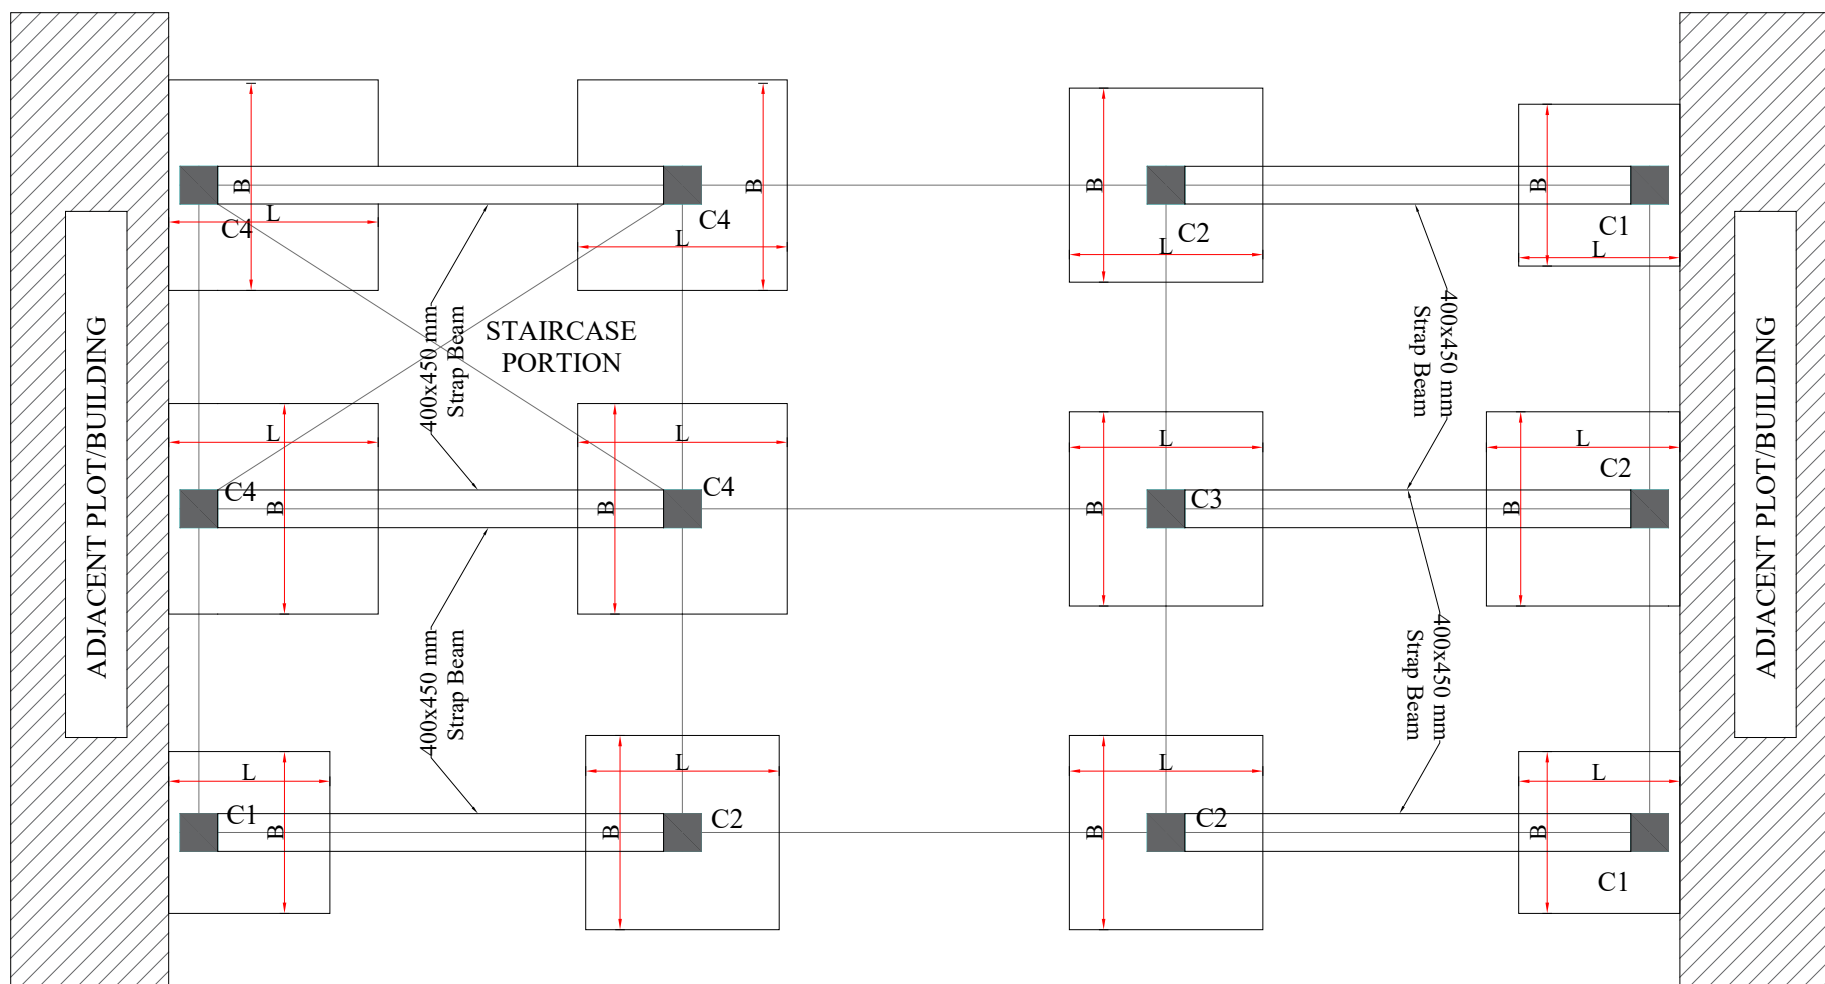 B
B
B
B
L
C4
C4
L
C2
L
C1
L
STAIRCASE
PORTION
400x450 mm
Strap Beam
400x450 mm
Strap Beam
ADJACENT PLOT/BUILDING
ADJACENT PLOT/BUILDING
L
L
L
L
C4
C4
C3
C2
B
B
B
B
400x450 mm
Strap Beam
400x450 mm
Strap Beam
L
L
L
L
C1
C2
C2
B
B
B
B
C1